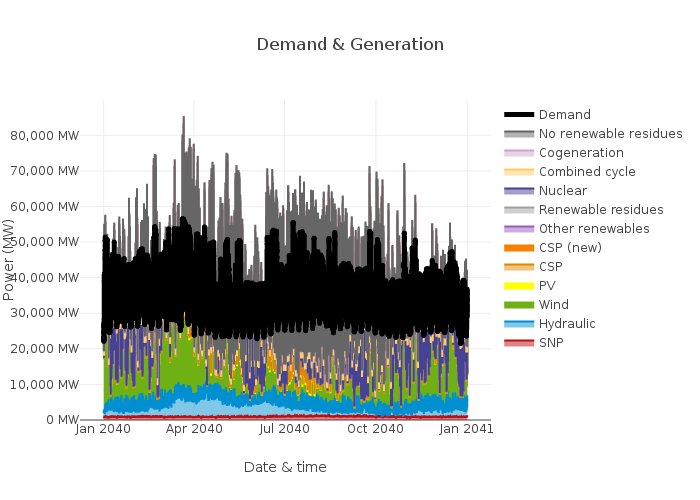 Demand & Generation
80,000 MW
70,000 MW
60,000 MW
50,000 MW
40,000 MW
30,000 MW
20,000 MW
10,000 MW
0 MW
Power (MW)
Jan 2040
Apr 2040
Jul 2040
Oct 2040
Jan 2041
Date & time
Demand
No renewable residues
Cogeneration
Combined cycle
Nuclear
Renewable residues
Other renewables
CSP (new)
CSP
PV
Wind
Hydraulic
SNP